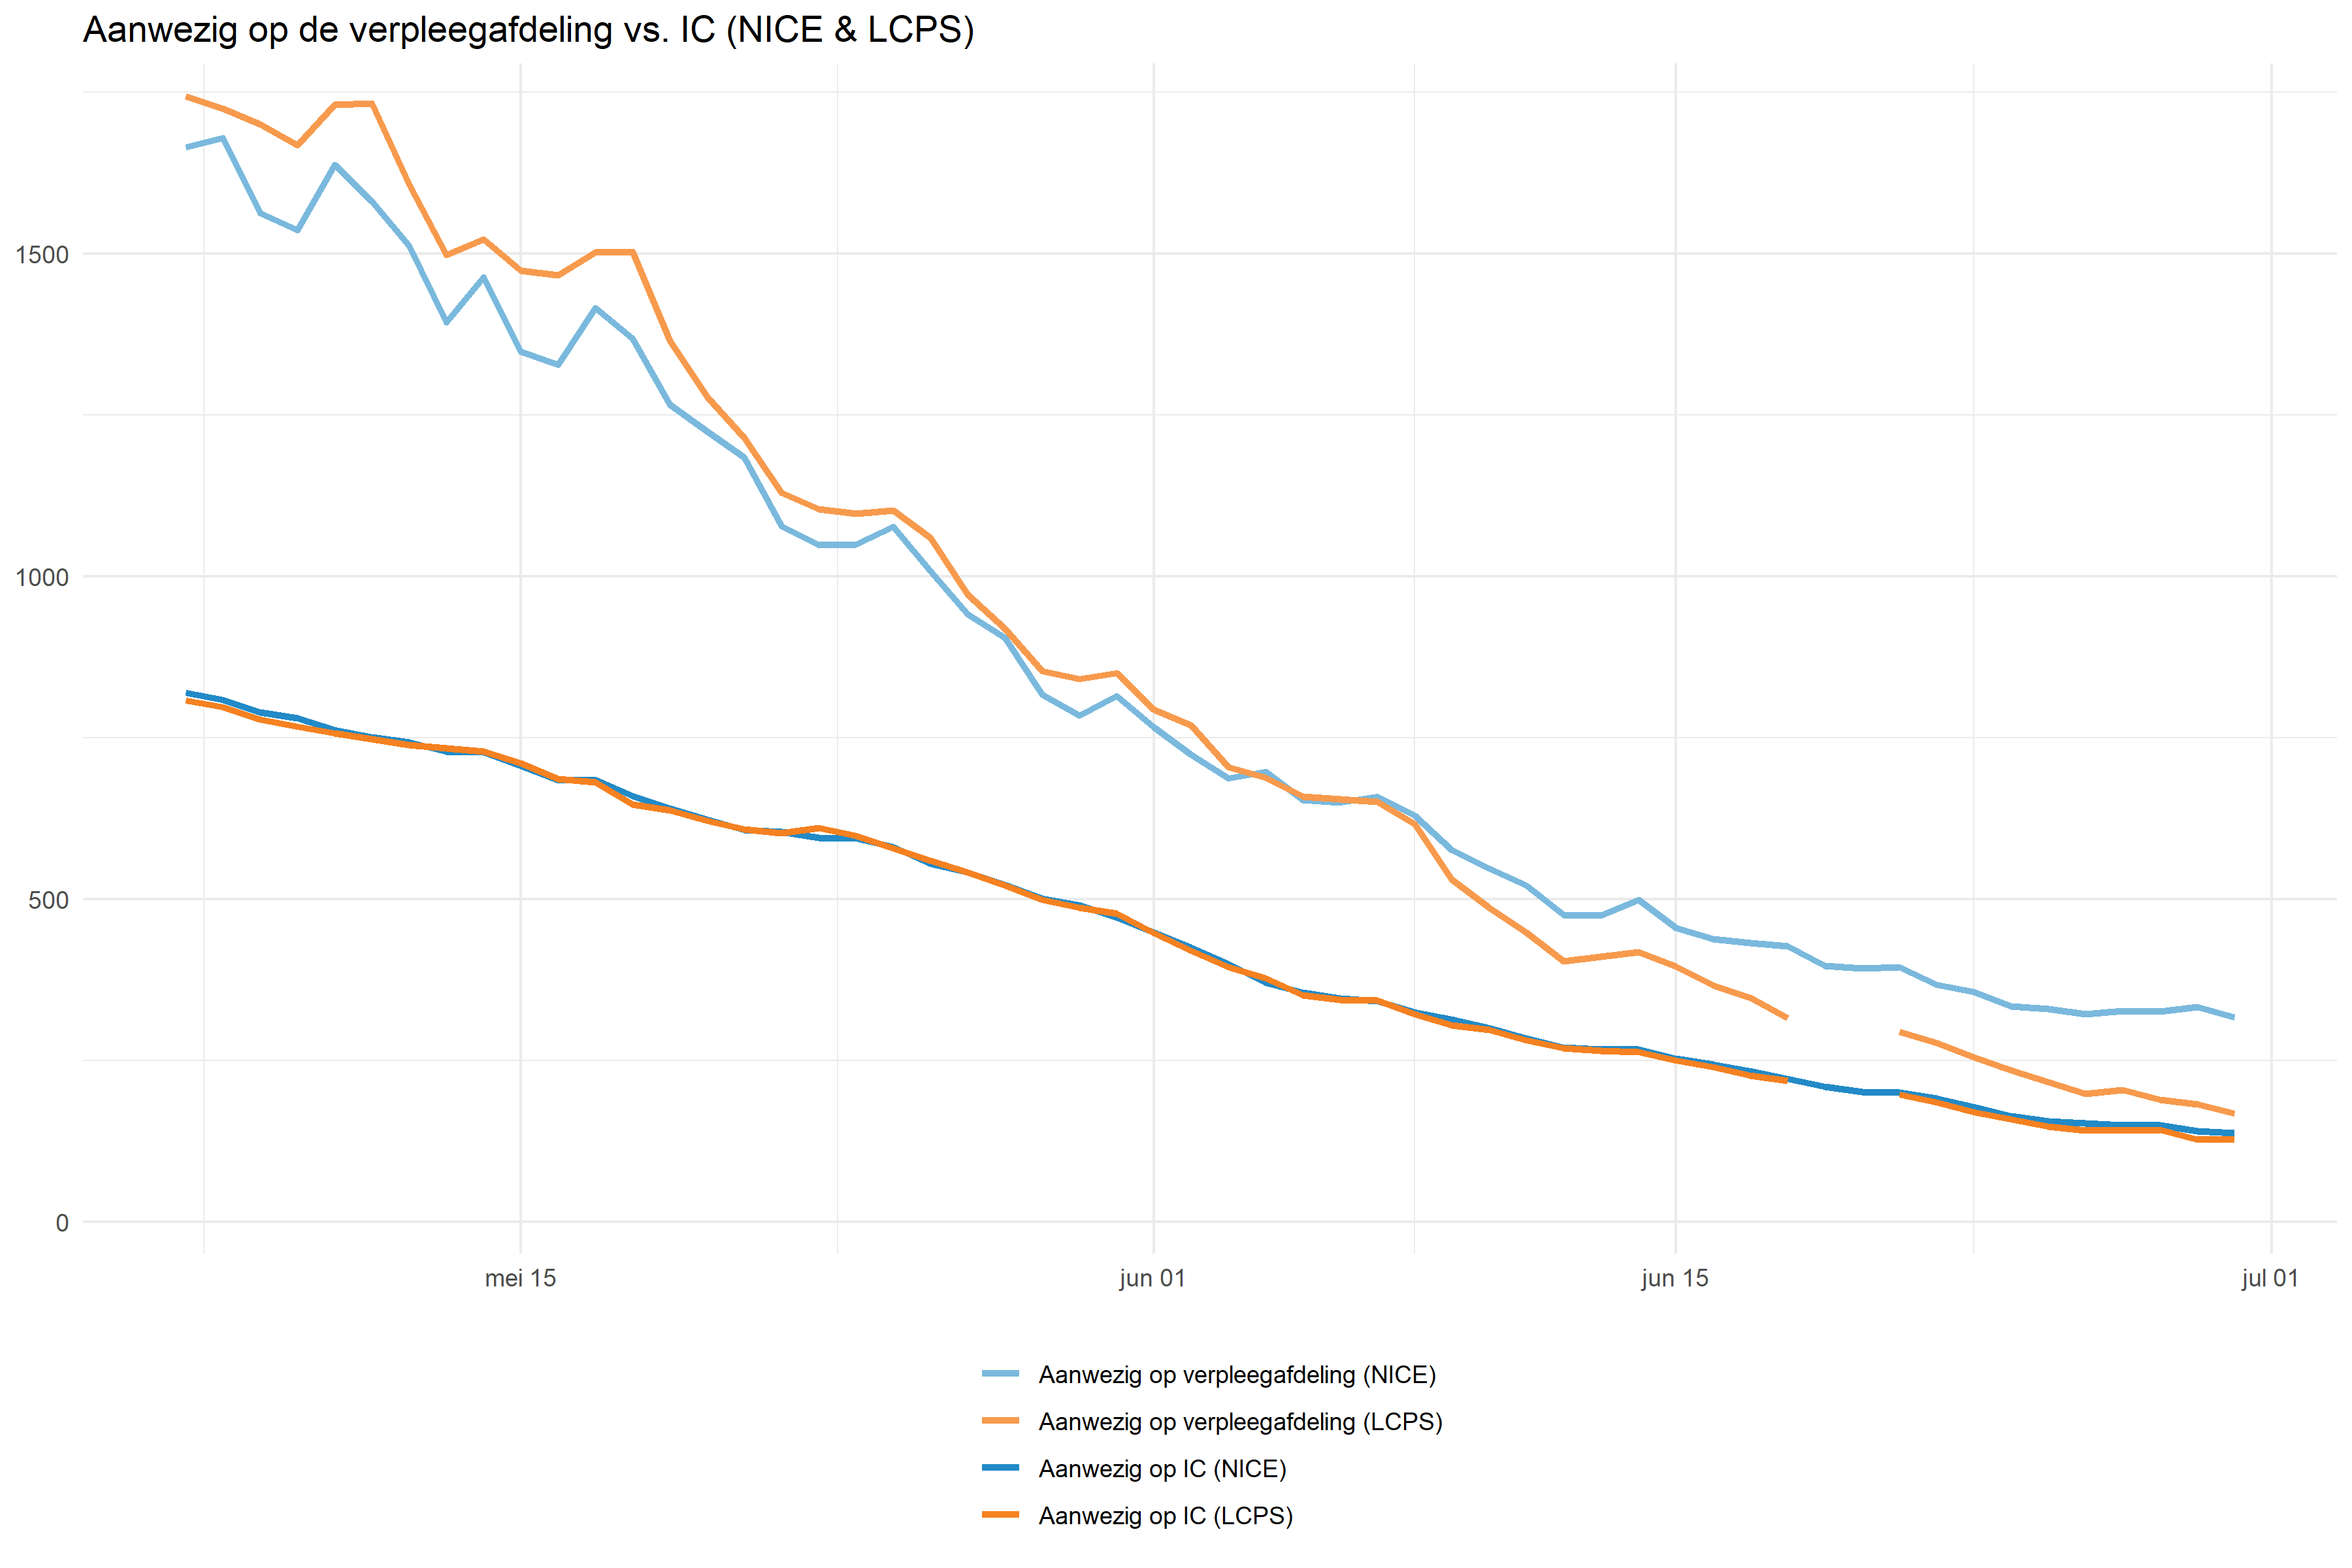 Aanwezig op de verpleegafdeling vs. IC (NICE & LCPS)
1500
1000
500
0
mei 15 jun 01 jun 15 jul 01
Aanwezig op verpleegafdeling (NICE)
Aanwezig op verpleegafdeling (LCPS)
Aanwezig op IC (NICE)
Aanwezig op IC (LCPS)